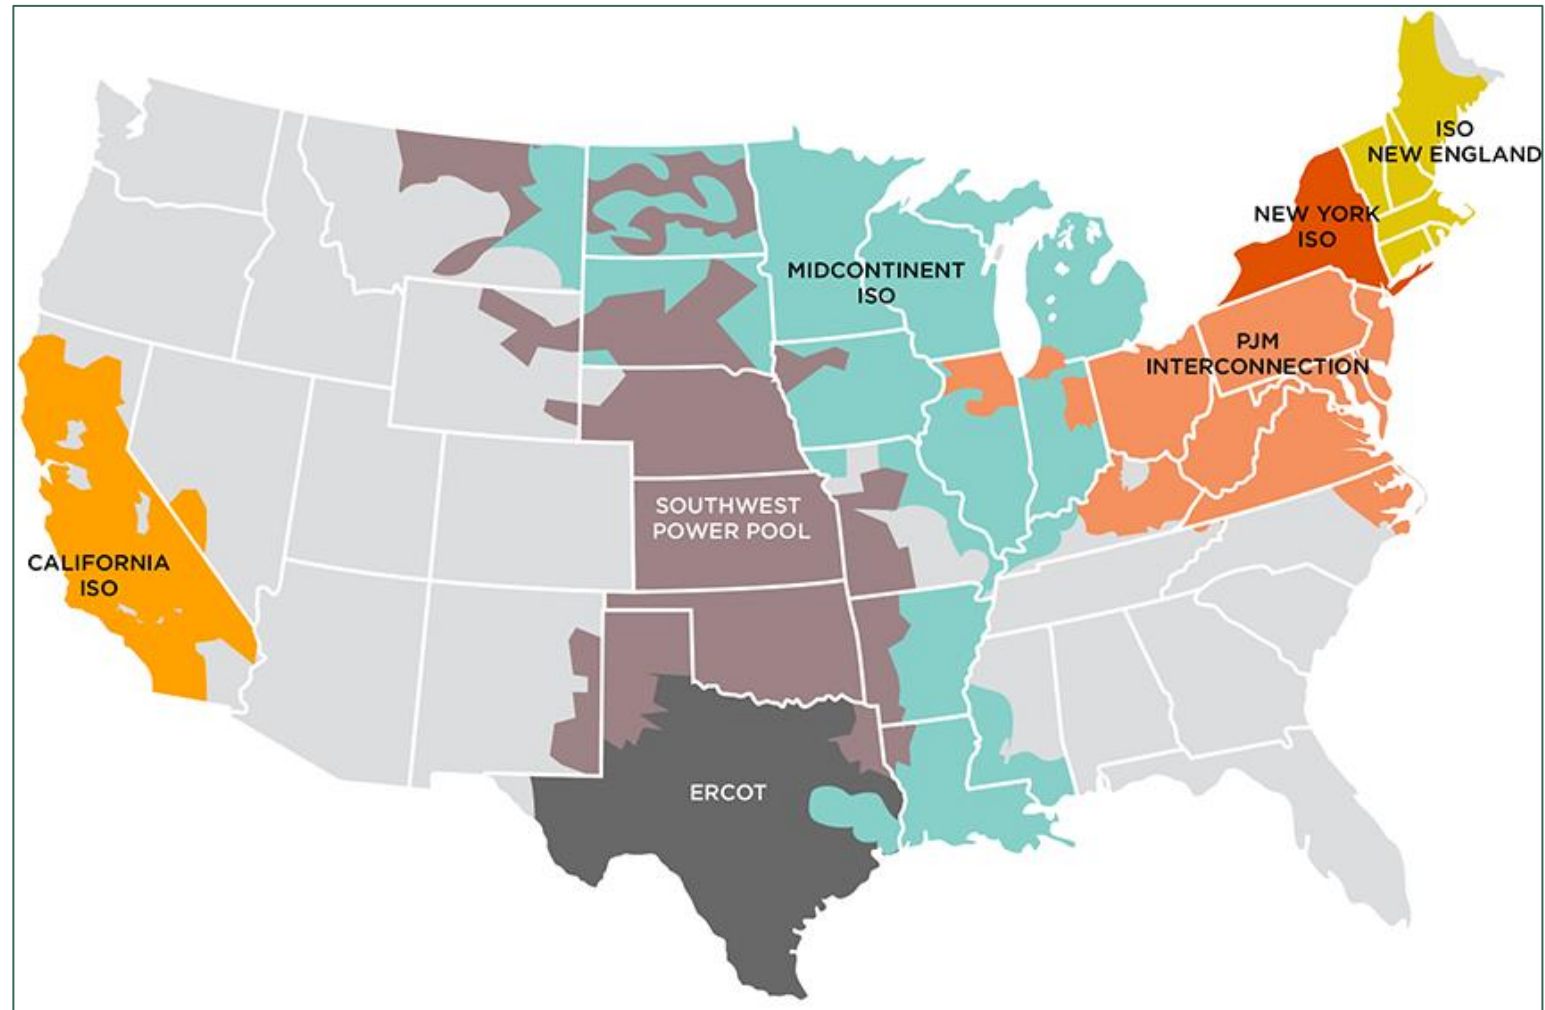 ISO
NEW ENGLAND
NEW YORK
ISO
MIDCONTINENT
ISO
PJM
INTERCONNECTION
SOUTHWEST
POWER POOL
CALIFORNIA
ISO
ERCOT